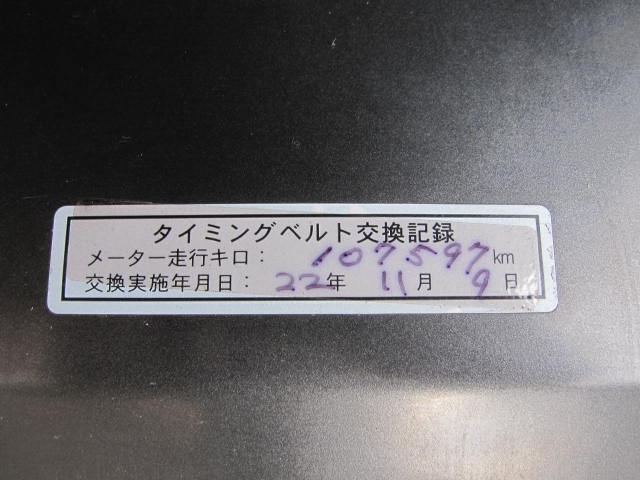 タイミングベルト交換記録
メーター走行キロ： 107597km
交換実施年月日： 22年 11月 9日